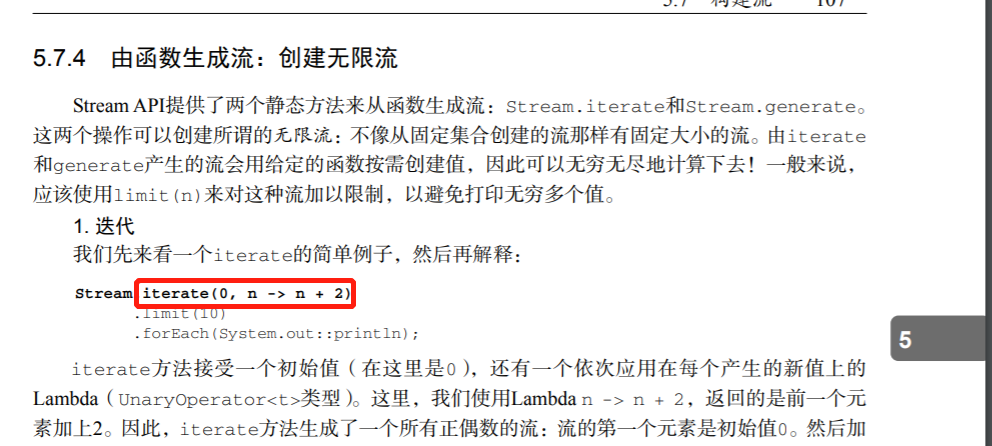 5.7 构建流 107
5.7.4 由函数生成流：创建无限流
Stream API提供了两个静态方法来从函数生成流：Stream.iterate和Stream.generate。
这两个操作可以创建所谓的无限流：不像从固定集合创建的流那样有固定大小的流。由iterate
和generate产生的流会用给定的函数按需创建值，因此可以无穷无尽地计算下去！一般来说，
应该使用limit(n)来对这种流加以限制，以避免打印无穷多个值。
1. 迭代
我们先来看一个iterate的简单例子，然后再解释：
Stream iterate(0, n -> n + 2)
.limit(10)
.forEach(System.out::println);
5
iterate方法接受一个初始值（在这里是0），还有一个依次应用在每个产生的新值上的
Lambda（UnaryOperator<t>类型）。这里，我们使用Lambda n -> n + 2，返回的是前一个元
素加上2。因此，iterate方法生成了一个所有正偶数的流：流的第一个元素是初始值0。然后加